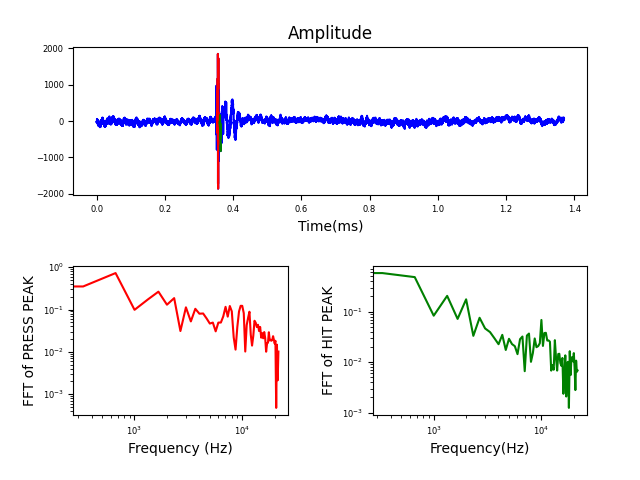 Amplitude
2000
1000
0
−1000
−2000
0.0 0.2 0.4 0.6 0.8 1.0 1.2 1.4
Time(ms)
FFT of PRESS PEAK
10⁰
10⁻¹
10⁻²
10⁻³
10³ 10⁴
Frequency (Hz)
FFT of HIT PEAK
10⁻¹
10⁻²
10⁻³
10³ 10⁴
Frequency(Hz)